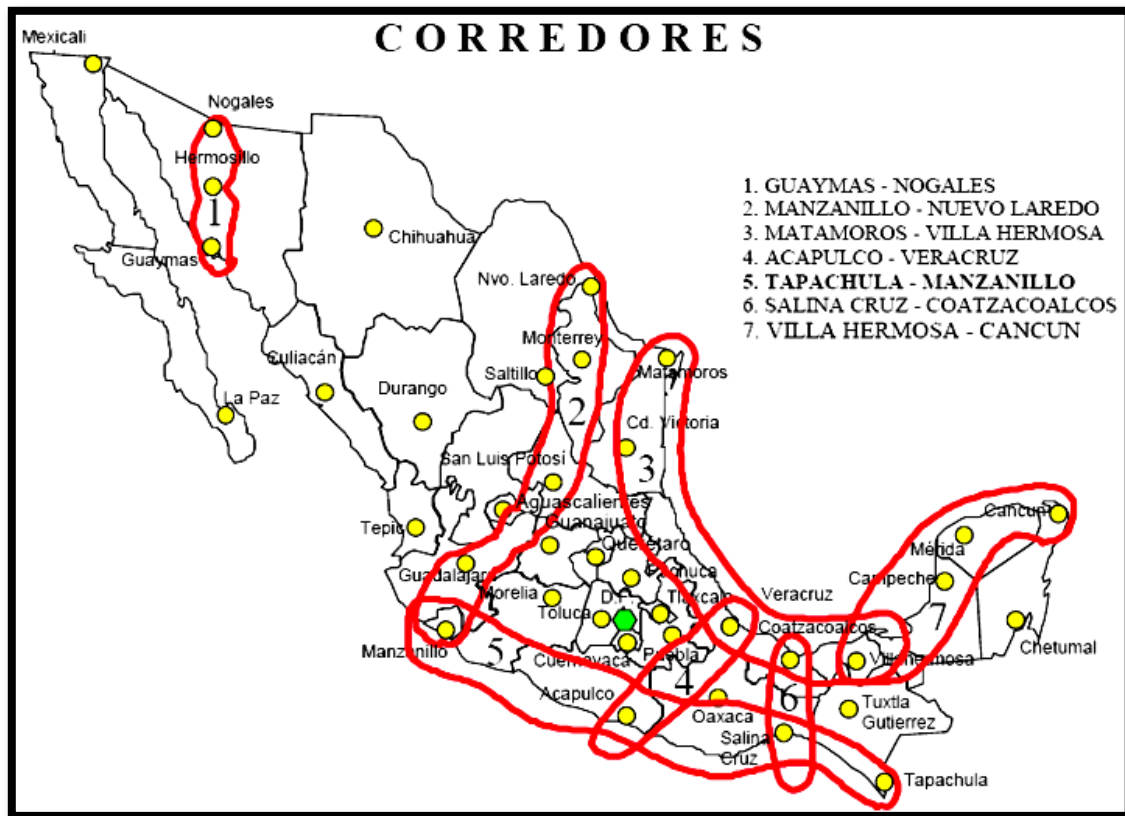 CORREDORES
Mexicali
Nogales
Hermosillo
1
Guaymas
Chihuahua
1. GUAYMAS - NOGALES
2. MANZANILLO - NUEVO LAREDO
3. MATAMOROS - VILLA HERMOSA
4. ACAPULCO - VERACRUZ
5. TAPACHULA - MANZANILLO
6. SALINA CRUZ - COATZACOALCOS
7. VILLA HERMOSA - CANCUN
Nvo. Laredo
Monterrey
Culiacán
Saltillo
Matamoros
Durango
La Paz
2
Cd. Victoria
San Luis Potosí
3
Aguascalientes
Cancun
Tepic
Guanajuato
Querétaro
Mérida
Guadalajara
Pachuca
Campeche
Morelia
D.F.
Tlaxcala
Veracruz
7
Toluca
Coatzacoalcos
Manzanillo
5
Cuernavaca
Puebla
Villahermosa
Chetumal
4
6
Acapulco
Oaxaca
Tuxtla
Gutierrez
Salina
Cruz
Tapachula